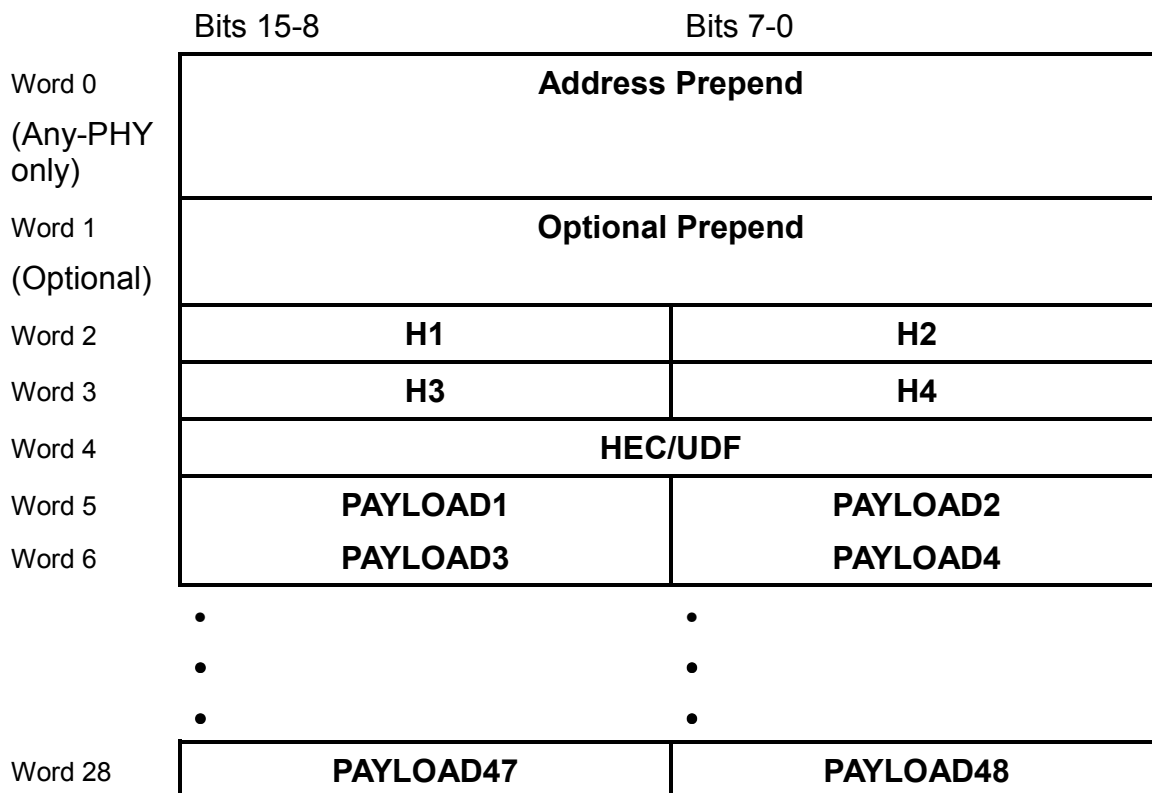 Bits 15-8 Bits 7-0
Word 0 Address Prepend
(Any-PHY
only)
Word 1 Optional Prepend
(Optional)
Word 2 H1 H2
Word 3 H3 H4
Word 4 HEC/UDF
Word 5 PAYLOAD1 PAYLOAD2
Word 6 PAYLOAD3 PAYLOAD4
• •
• •
• •
Word 28 PAYLOAD47 PAYLOAD48